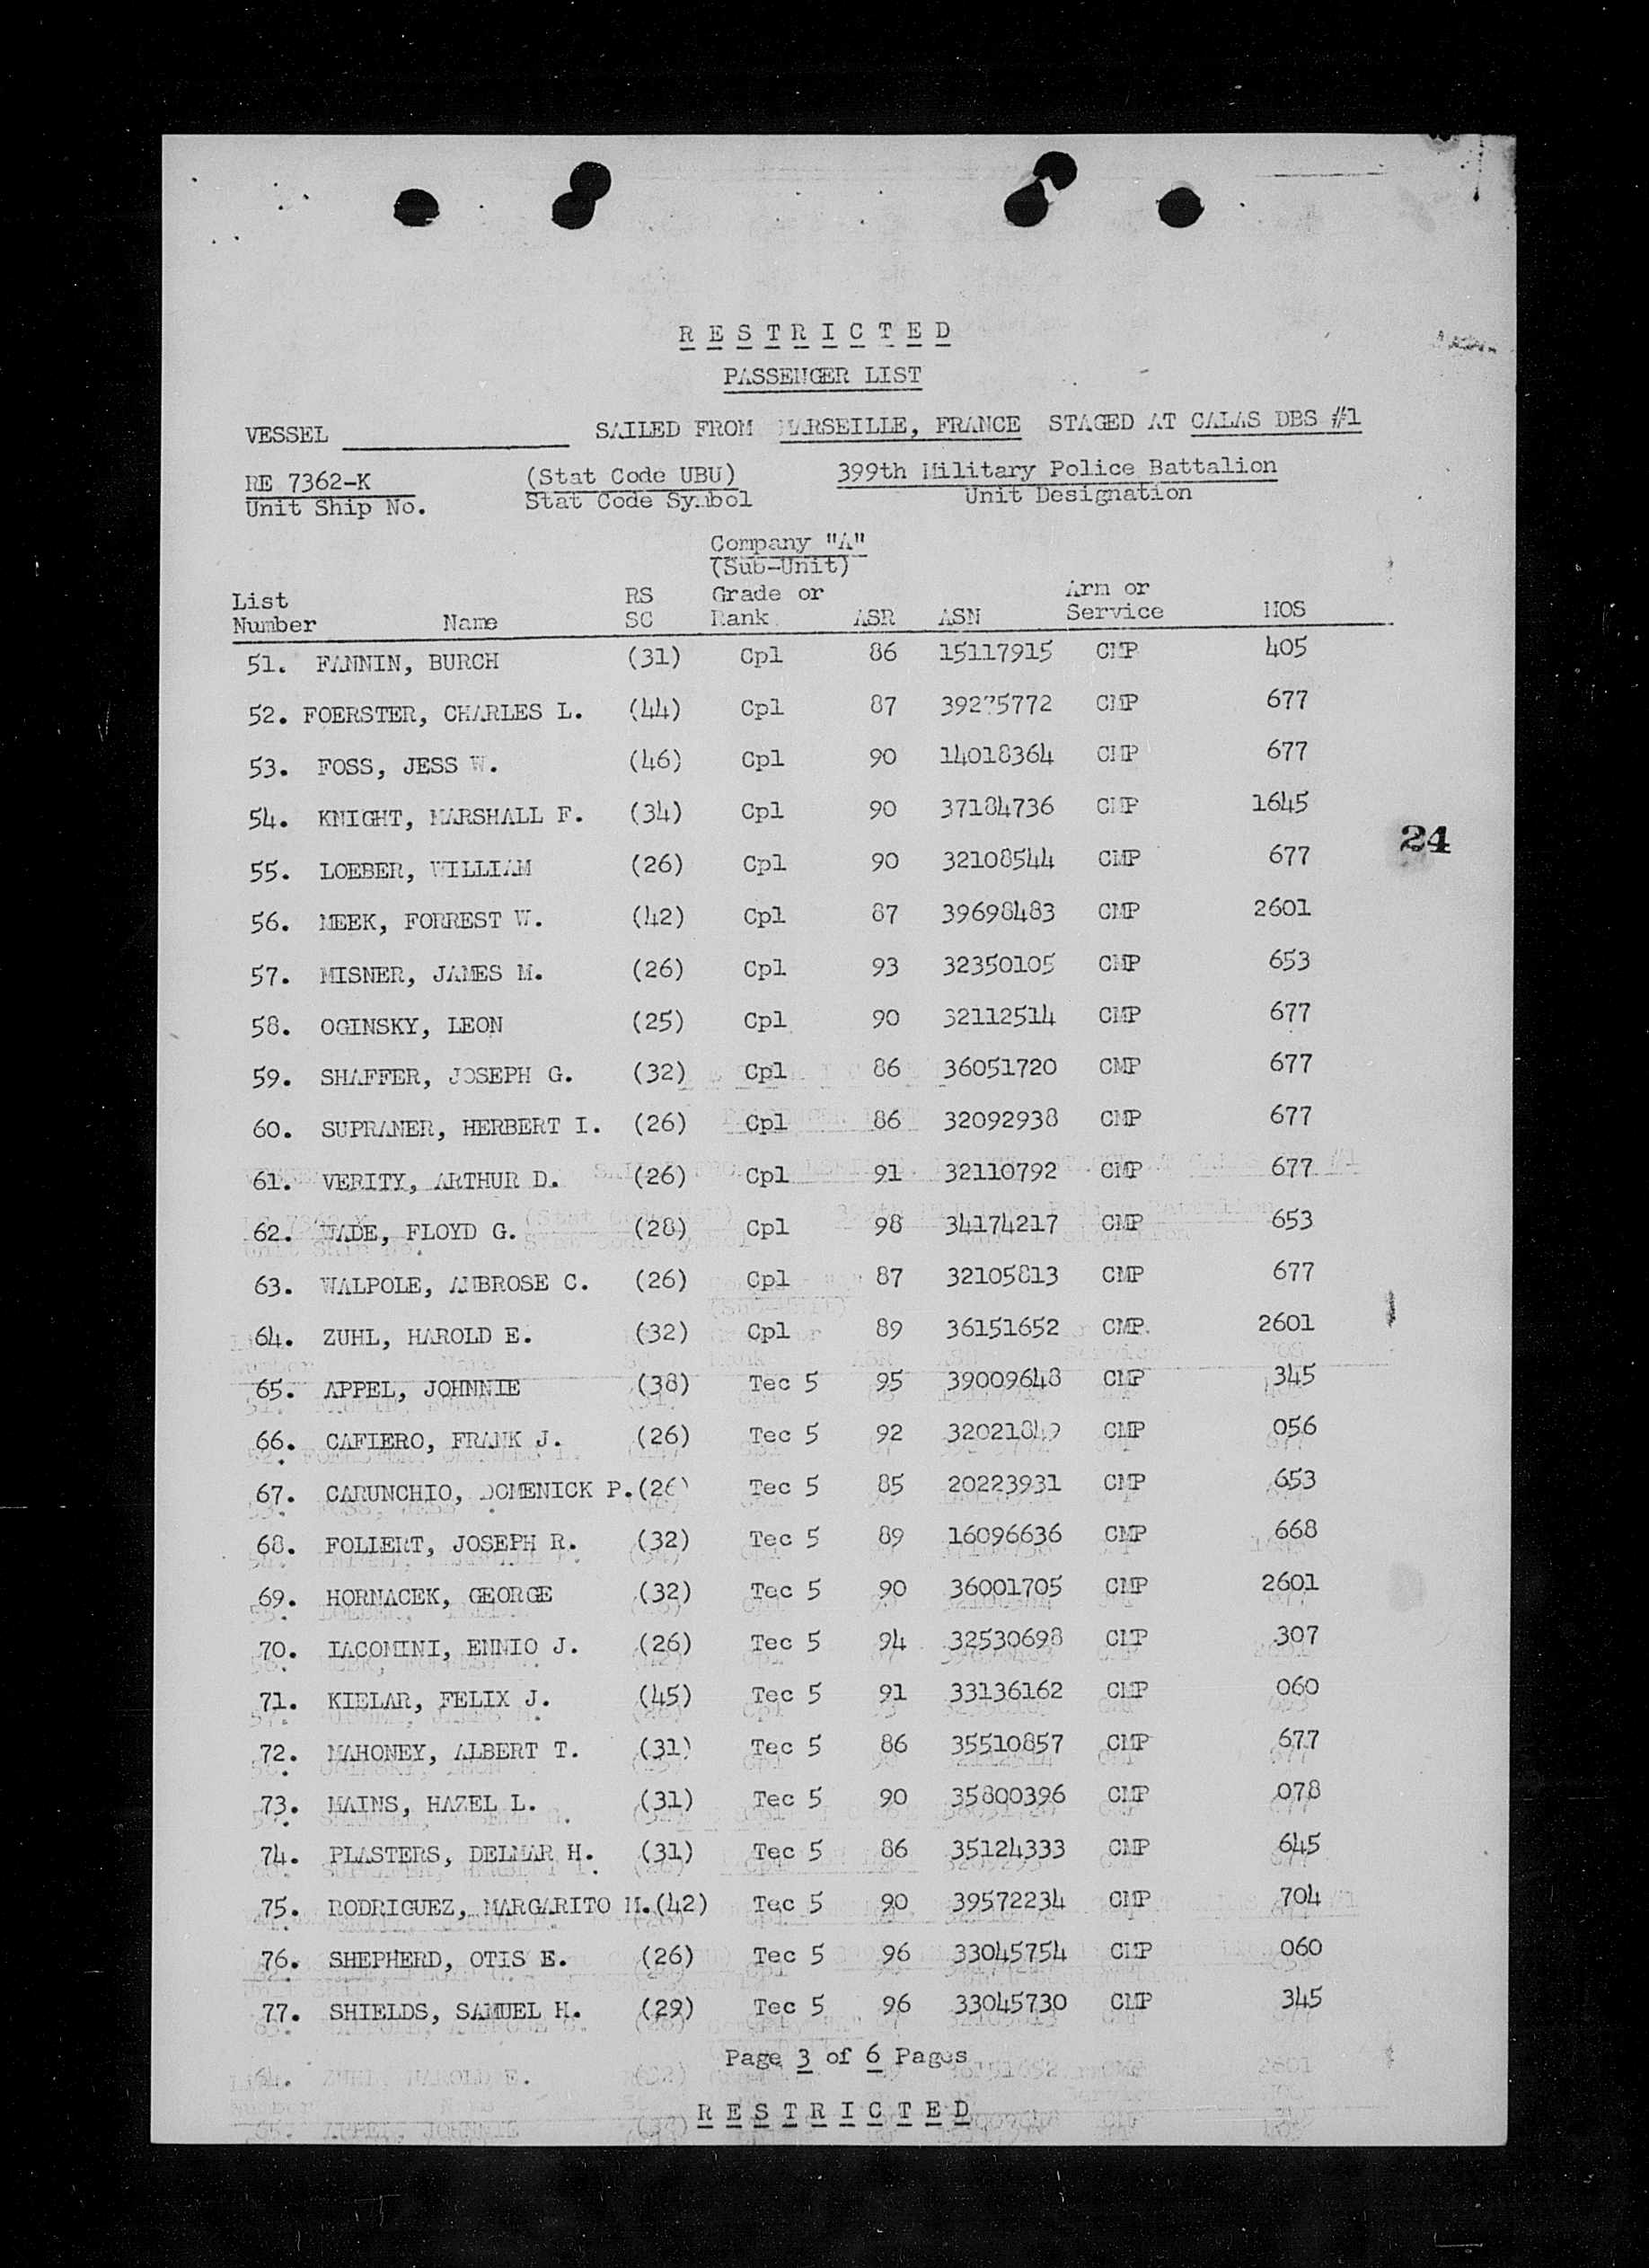 R E S T R I C T E D
PASSENGER LIST
VESSEL ____________ SAILED FROM MARSEILLE, FRANCE STAGED AT CALAS DBS #1
RE 7362-K (Stat Code UBU) 399th Military Police Battalion
Unit Ship No. Stat Code Symbol Unit Designation
Company "A"
(Sub-Unit)
List RS Grade or Arm or
Number Name SC Rank ASR ASN Service MOS
51. FANNIN, BURCH (31) Cpl 86 15117915 CMP 405
52. FOERSTER, CHARLES L. (44) Cpl 87 CMP 677
53. FOSS, JESS W. (46) Cpl 90 14018364 CMP 677
54. KNIGHT, MARSHALL F. (34) Cpl 90 37184736 CMP 1645
24
55. LOEBER, WILLIAM (26) Cpl 90 32108544 CMP 677
56. MEEK, FORREST W. (42) Cpl 87 39698483 CMP 2601
57. MISNER, JAMES M. (26) Cpl 93 32350105 CMP 653
58. OGINSKY, LEON (25) Cpl 90 32112514 CMP 677
59. SHAFFER, JOSEPH G. (32) Cpl 86 36051720 CMP 677
60. SUPRANER, HERBERT I. (26) Cpl 86 32092938 CMP 677
61. VERITY, ARTHUR D. (26) Cpl 91 32110792 CMP 677
62. WADE, FLOYD G. (28) Cpl 98 34174217 CMP 653
63. WALPOLE, AMBROSE C. (26) Cpl 87 32105813 CMP 677
64. ZUHL, HAROLD E. (32) Cpl 89 36151652 CMP 2601
65. APPEL, JOHNNIE (38) Tec 5 95 39009648 CMP 345
66. CAFIERO, FRANK J. (26) Tec 5 92 CMP 056
67. CARUNCHIO, DOMENICK P. (26) Tec 5 85 20223931 CMP 653
68. FOLIERT, JOSEPH R. (32) Tec 5 89 16096636 CMP 668
69. HORNACEK, GEORGE (32) Tec 5 90 36001705 CMP 2601
70. IACOMINI, ENNIO J. (26) Tec 5 94 32530698 CMP 307
71. KIELAR, FELIX J. (45) Tec 5 91 33136162 CMP 060
72. MAHONEY, ALBERT T. (31) Tec 5 86 35510857 CMP 677
73. MAINS, HAZEL L. (31) Tec 5 90 35800396 CMP 078
74. PLASTERS, DELMAR H. (31) Tec 5 86 35124333 CMP 645
75. RODRIGUEZ, MARGARITO M. (42) Tec 5 90 39572234 CMP 704
76. SHEPHERD, OTIS E. (26) Tec 5 96 33045754 CMP 060
77. SHIELDS, SAMUEL H. (29) Tec 5 96 33045730 CMP 345
Page 3 of 6 Pages
R E S T R I C T E D